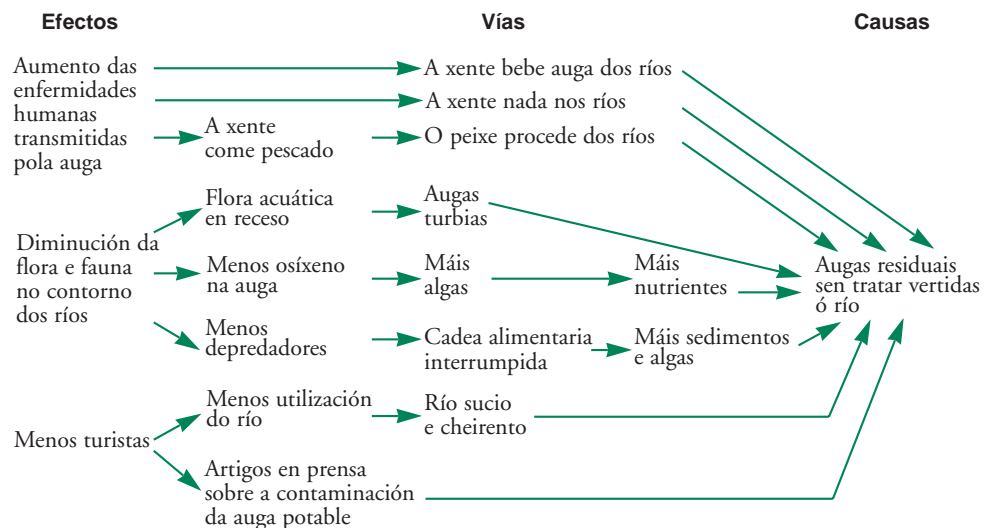 Efectos
Vías
Causas
Aumento das
enfermidades
humanas
transmitidas
pola auga
A xente bebe auga dos ríos
A xente nada nos ríos
A xente
come pescado
O peixe procede dos ríos
Diminución da
flora e fauna
no contorno
dos ríos
Flora acuática
en receso
Augas
turbias
Menos osíxeno
na auga
Máis
algas
Máis
nutrientes
Menos
depredadores
Cadea alimentaria
interrumpida
Máis sedimentos
e algas
Augas residuais
sen tratar vertidas
ó río
Menos turistas
Menos utilización
do río
Río sucio
e cheirento
Artigos en prensa
sobre a contaminación
da auga potable